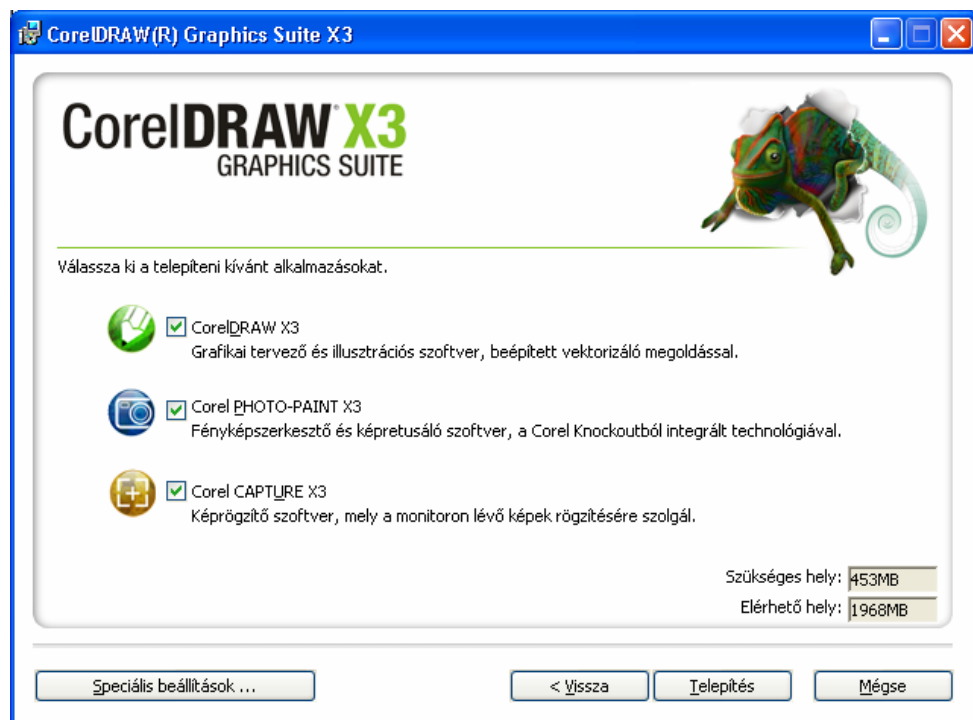 CorelDRAW(R) Graphics Suite X3
CorelDRAW® X3
GRAPHICS SUITE
Válassza ki a telepíteni kívánt alkalmazásokat.
CorelDRAW X3
Grafikai tervező és illusztrációs szoftver, beépített vektorizáló megoldással.
Corel PHOTO-PAINT X3
Fényképszerkesztő és képretusáló szoftver, a Corel Knockoutból integrált technológiával.
Corel CAPTURE X3
Képrögzítő szoftver, mely a monitoron lévő képek rögzítésére szolgál.
Szükséges hely: 453MB
Elérhető hely: 1968MB
Speciális beállítások ... < Vissza Telepítés Mégse